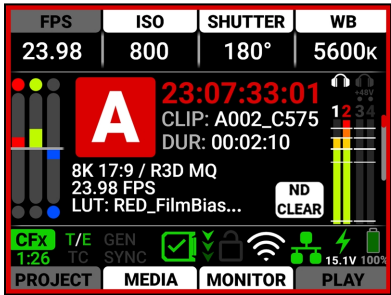 FPS ISO SHUTTER WB
23.98 800 180° 5600K
A
23:07:33:01
CLIP: A002_C575
DUR: 00:02:10
+48V
1 2 3 4
8K 17:9 / R3D MQ
23.98 FPS
LUT: RED_FilmBias...
ND
CLEAR
CFx T/E GEN
1:26 TC SYNC
15.1V 100%
PROJECT MEDIA MONITOR PLAY